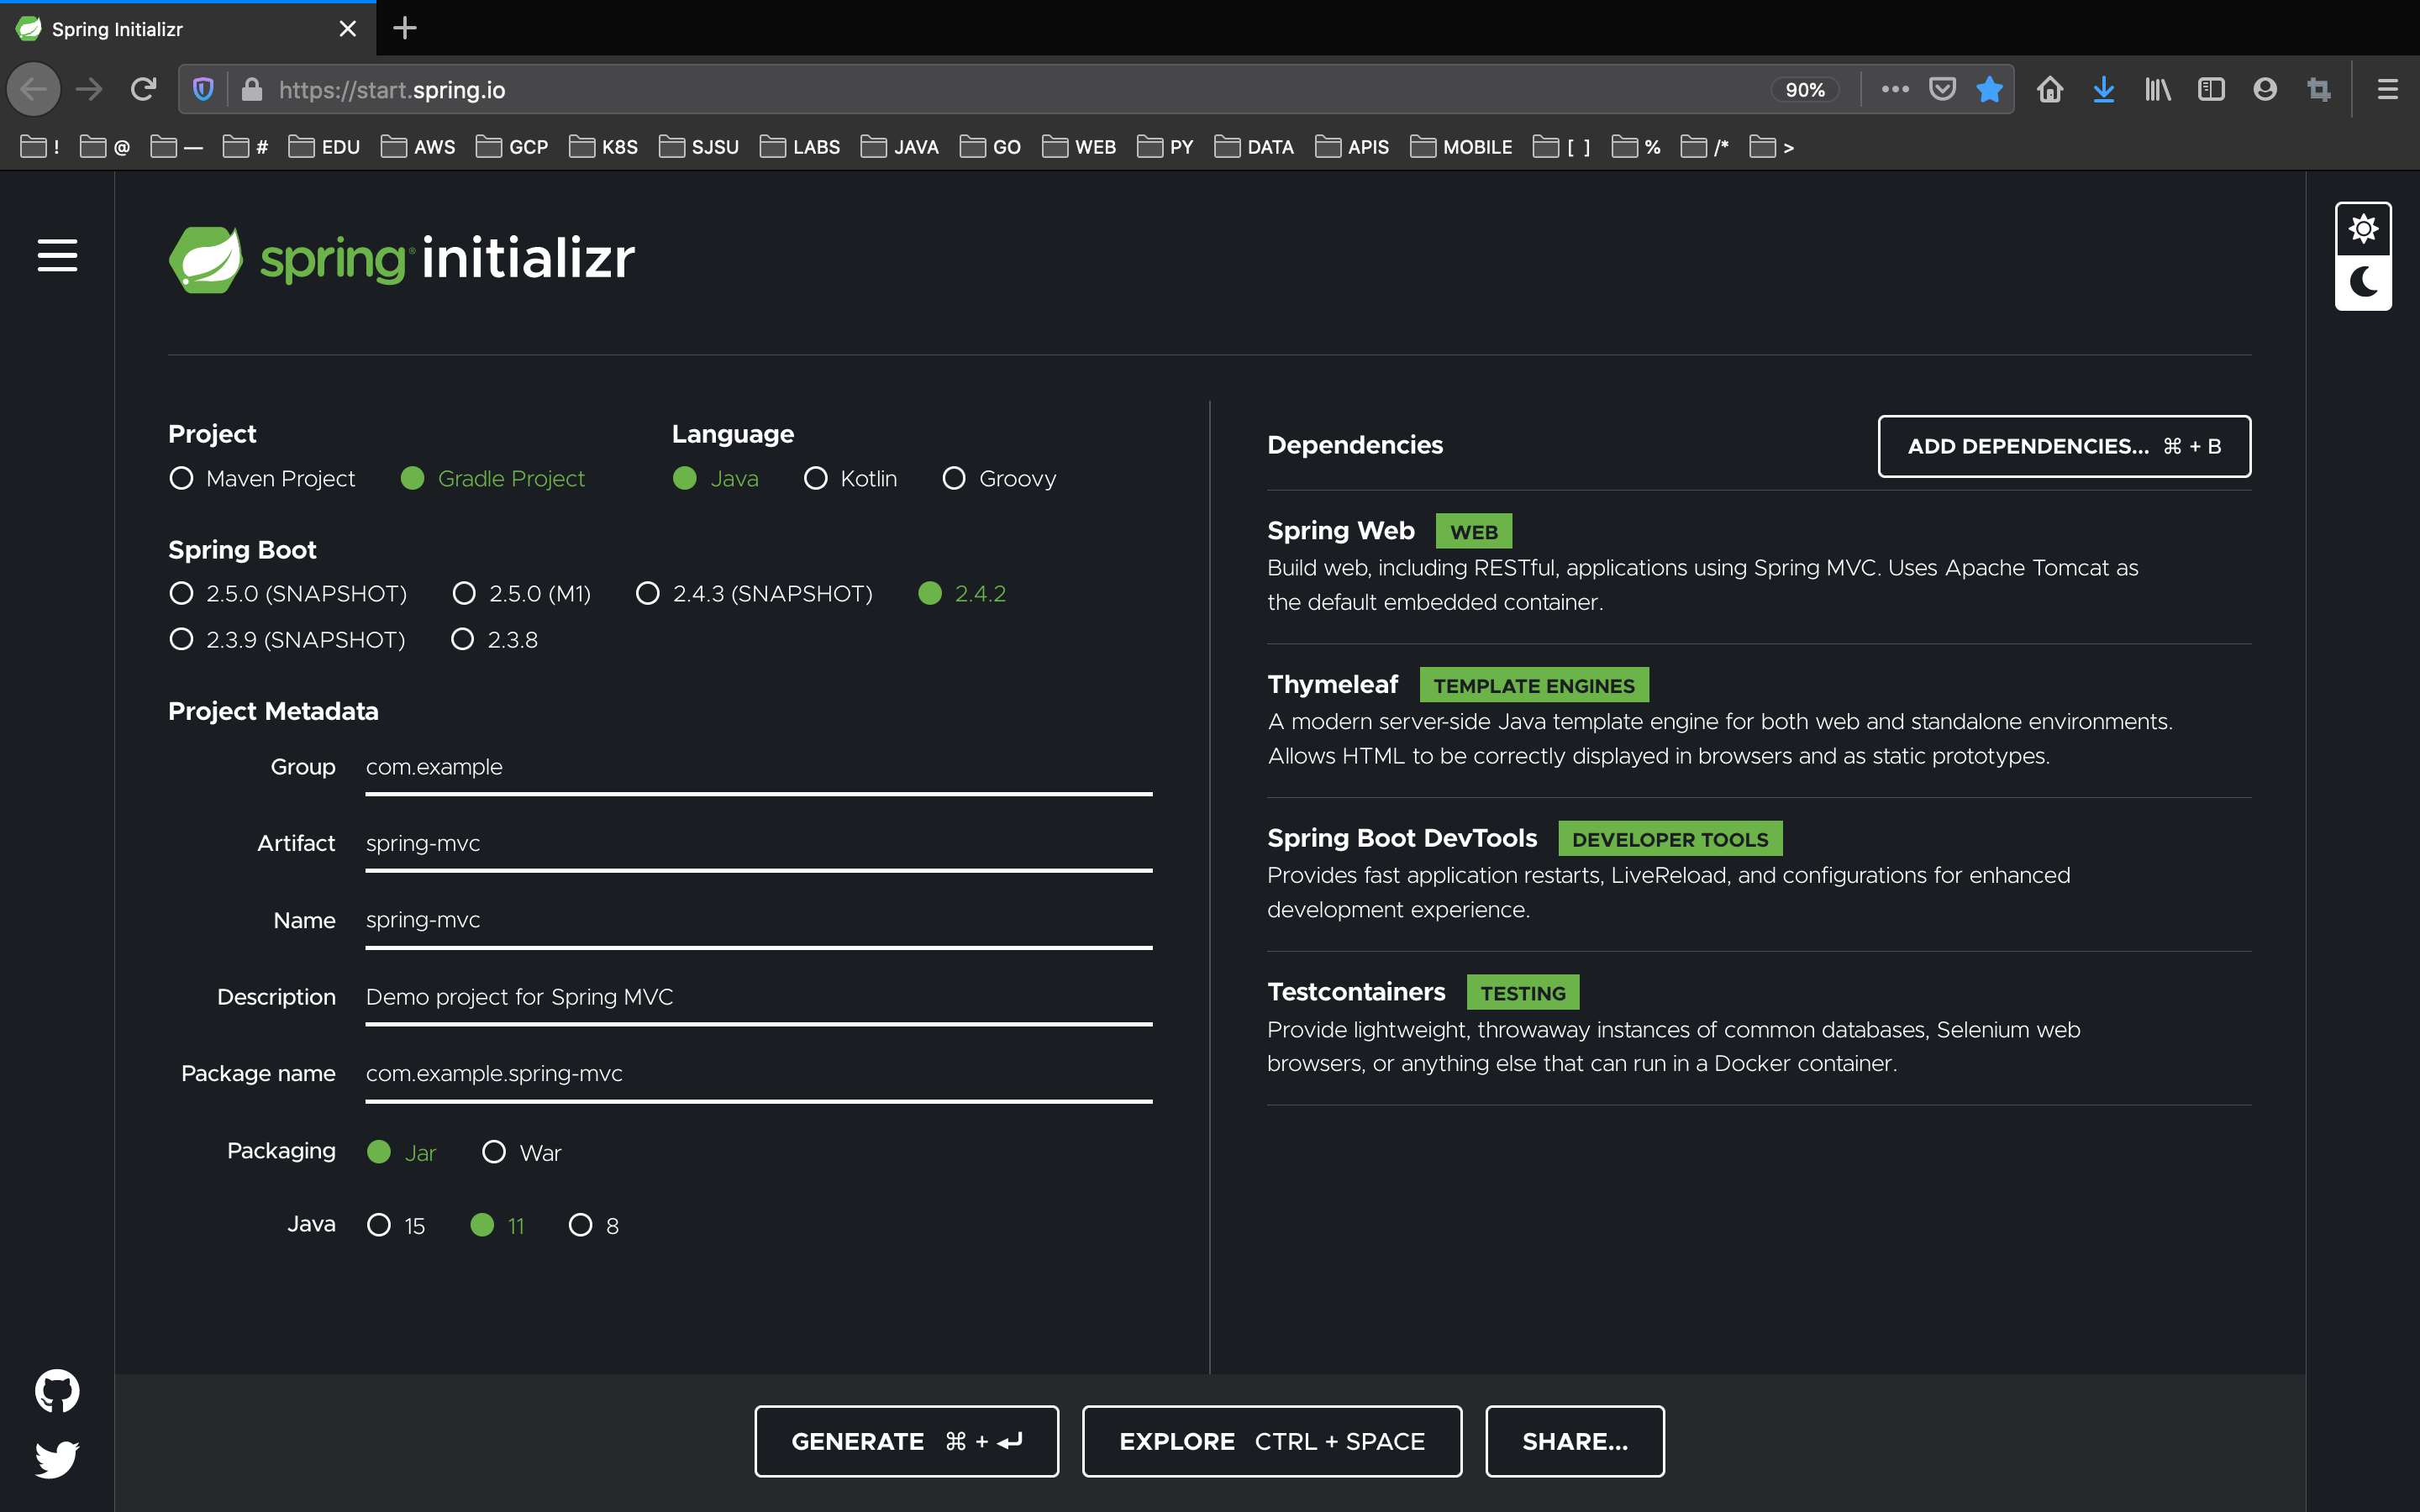 Spring Initializr
https://start.spring.io
90%
! @ — # EDU AWS GCP K8S SJSU LABS JAVA GO WEB PY DATA APIS MOBILE [ ] % /* >
spring® initializr
Project
Maven Project Gradle Project
Language
Java Kotlin Groovy
Spring Boot
2.5.0 (SNAPSHOT) 2.5.0 (M1) 2.4.3 (SNAPSHOT) 2.4.2
2.3.9 (SNAPSHOT) 2.3.8
Project Metadata
Group com.example
Artifact spring-mvc
Name spring-mvc
Description Demo project for Spring MVC
Package name com.example.spring-mvc
Packaging Jar War
Java 15 11 8
Dependencies
ADD DEPENDENCIES... ⌘ + B
Spring Web WEB
Build web, including RESTful, applications using Spring MVC. Uses Apache Tomcat as
the default embedded container.
Thymeleaf TEMPLATE ENGINES
A modern server-side Java template engine for both web and standalone environments.
Allows HTML to be correctly displayed in browsers and as static prototypes.
Spring Boot DevTools DEVELOPER TOOLS
Provides fast application restarts, LiveReload, and configurations for enhanced
development experience.
Testcontainers TESTING
Provide lightweight, throwaway instances of common databases, Selenium web
browsers, or anything else that can run in a Docker container.
GENERATE ⌘ + ⏎
EXPLORE CTRL + SPACE
SHARE...